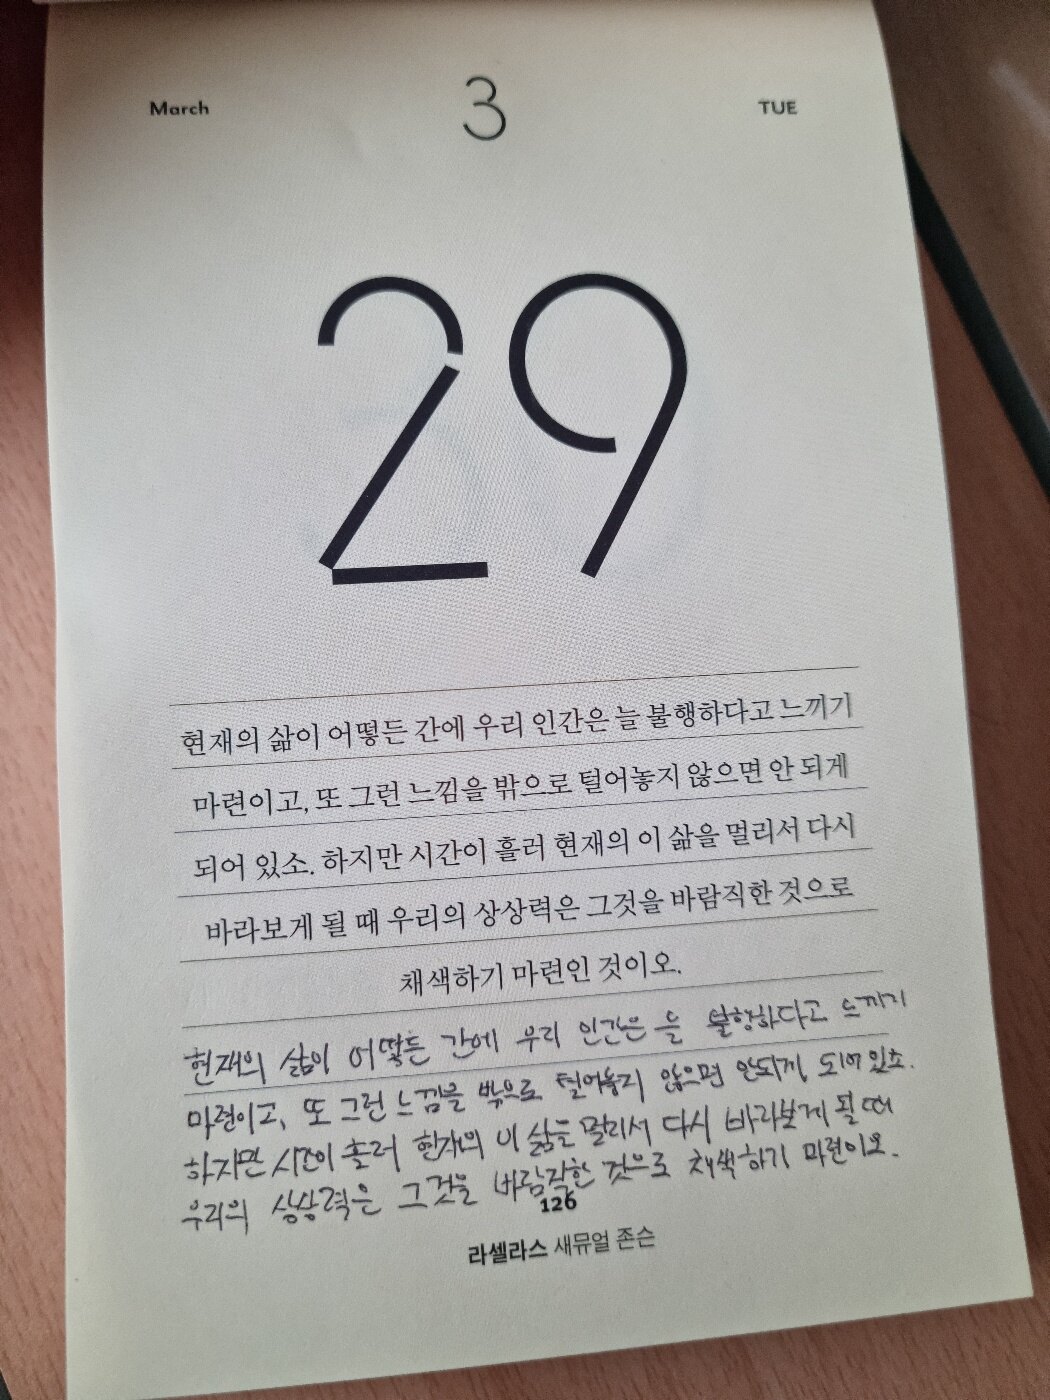 March 3 TUE
29
현재의 삶이 어떻든 간에 우리 인간은 늘 불행하다고 느끼기
마련이고, 또 그런 느낌을 밖으로 털어놓지 않으면 안 되게
되어 있소. 하지만 시간이 흘러 현재의 이 삶을 멀리서 다시
바라보게 될 때 우리의 상상력은 그것을 바람직한 것으로
채색하기 마련인 것이오.
현재의 삶이 어떻든 간에 우리 인간은 늘 불행하다고 느끼기
마련이고, 또 그런 느낌을 밖으로 털어놓지 않으면 안되게 되어 있소.
하지만 시간이 흘러 현재의 이 삶을 멀리서 다시 바라보게 될 때
우리의 상상력은 그것을 바람직한 것으로 채색하기 마련이오.
126
라셀라스 새뮤얼 존슨